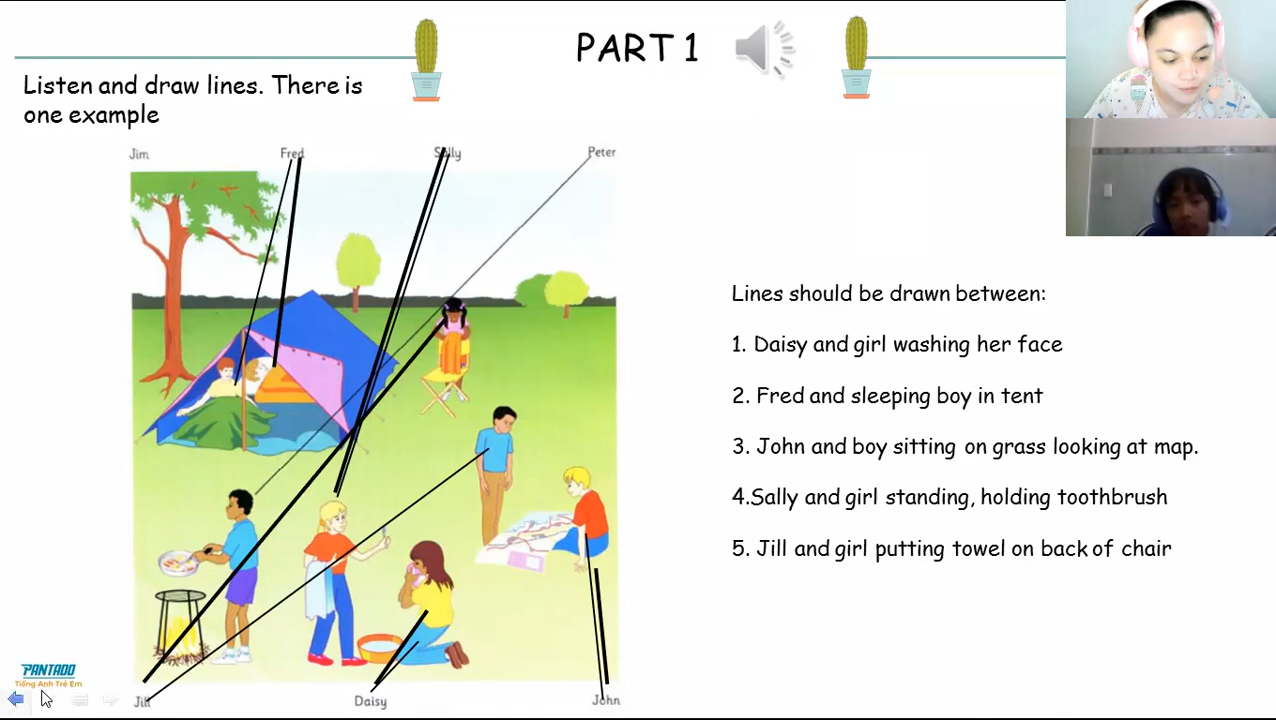 PART 1
Listen and draw lines. There is
one example
Jim Fred Sally Peter
Lines should be drawn between:
1. Daisy and girl washing her face
2. Fred and sleeping boy in tent
3. John and boy sitting on grass looking at map.
4.Sally and girl standing, holding toothbrush
5. Jill and girl putting towel on back of chair
PANTADO
Tiếng Anh Trẻ Em
Jill Daisy John